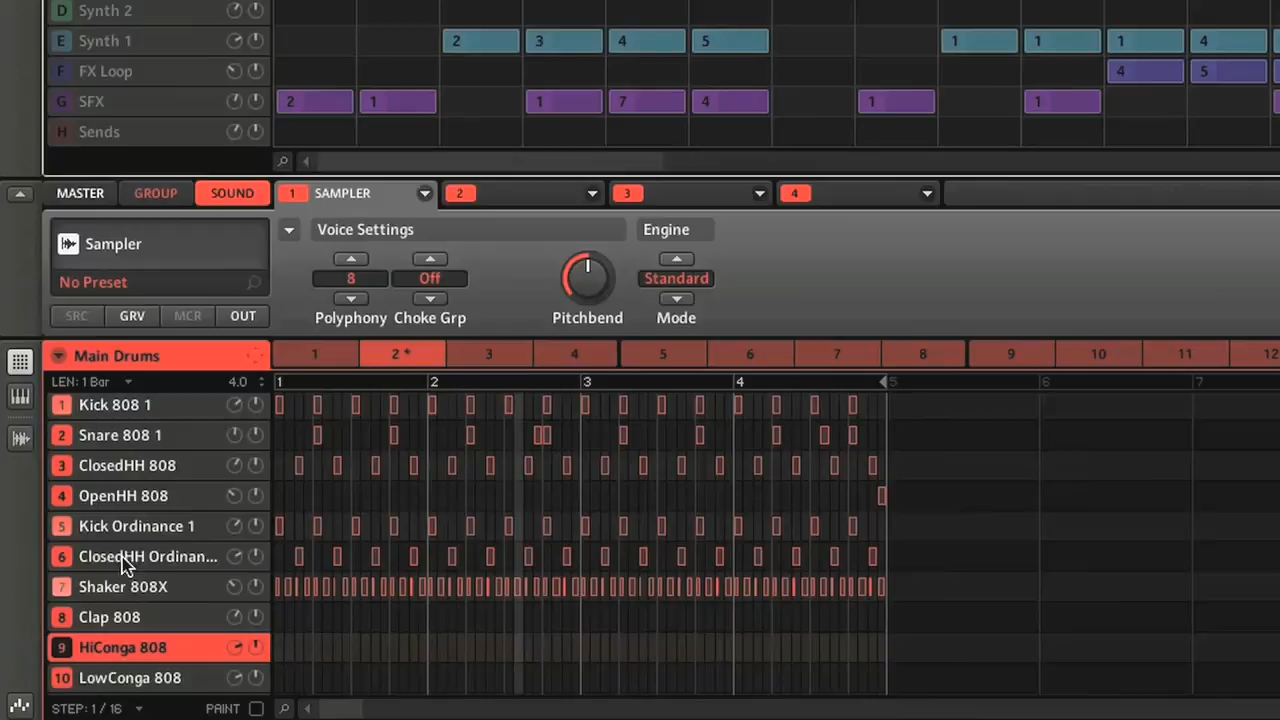 D Synth 2
E Synth 1 2 3 4 5 1 1 1 4
F FX Loop 4 5
G SFX 2 1 1 7 4 1 1
H Sends
MASTER GROUP SOUND 1 SAMPLER 2 3 4
Sampler Voice Settings Engine
No Preset 8 Off Standard
SRC GRV MCR OUT Polyphony Choke Grp Pitchbend Mode
Main Drums 1 2 * 3 4 5 6 7 8 9 10 11 12
LEN: 1 Bar 4.0 1 2 3 4 5 6 7
1 Kick 808 1
2 Snare 808 1
3 ClosedHH 808
4 OpenHH 808
5 Kick Ordinance 1
6 ClosedHH Ordinan...
7 Shaker 808X
8 Clap 808
9 HiConga 808
10 LowConga 808
STEP: 1 / 16 PAINT